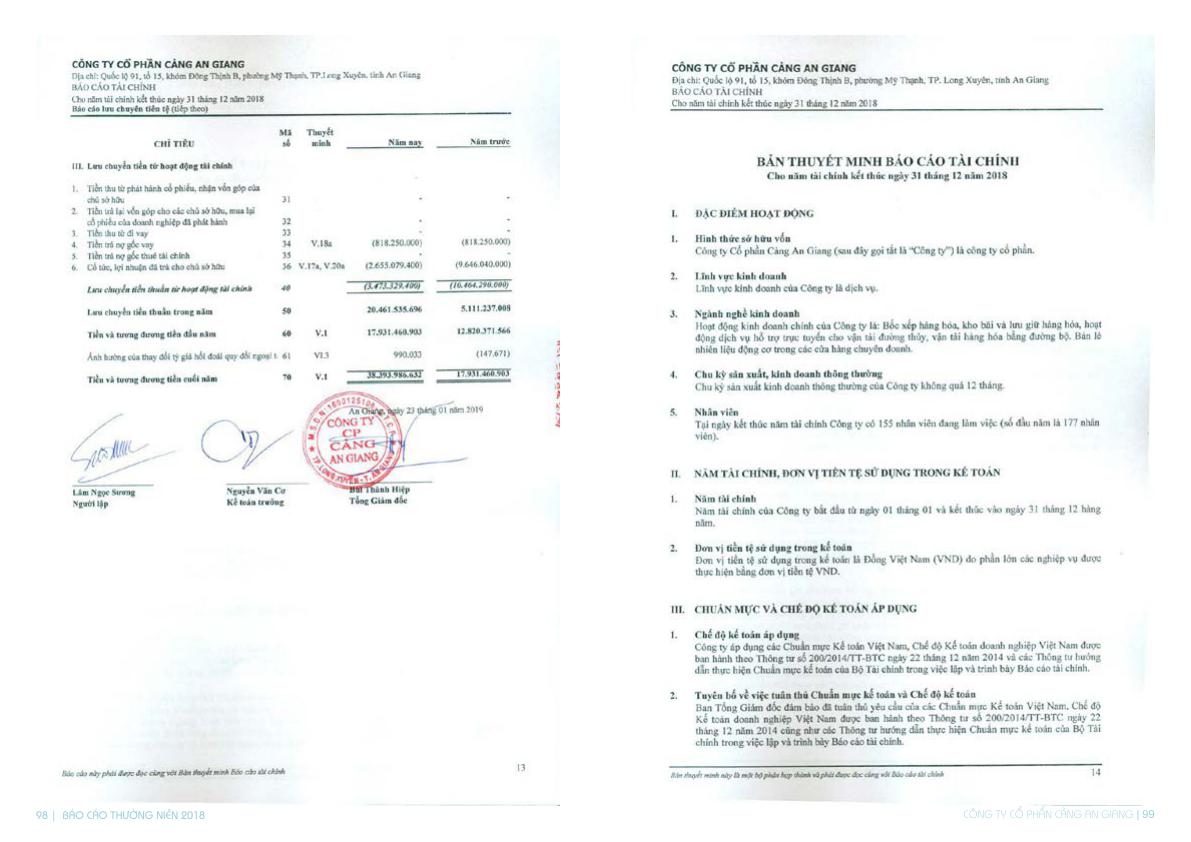 CÔNG TY CỔ PHẦN CẢNG AN GIANG
Địa chỉ: Quốc lộ 91, tổ 15, khóm Đông Thịnh B, phường Mỹ Thạnh, TP.Long Xuyên, tỉnh An Giang
BÁO CÁO TÀI CHÍNH
Cho năm tài chính kết thúc ngày 31 tháng 12 năm 2018
Báo cáo lưu chuyển tiền tệ (tiếp theo)
CHỈ TIÊU Mã số Thuyết minh Năm nay Năm trước
III. Lưu chuyển tiền từ hoạt động tài chính
1. Tiền thu từ phát hành cổ phiếu, nhận vốn góp của
chủ sở hữu 31 - -
2. Tiền trả lại vốn góp cho các chủ sở hữu, mua lại
cổ phiếu của doanh nghiệp đã phát hành 32 - -
3. Tiền thu từ đi vay 33 - -
4. Tiền trả nợ gốc vay 34 V.18a (818.250.000) (818.250.000)
5. Tiền trả nợ gốc thuê tài chính 35 - -
6. Cổ tức, lợi nhuận đã trả cho chủ sở hữu 36 V.17a, V.20a (2.655.079.400) (9.646.040.000)
Lưu chuyển tiền thuần từ hoạt động tài chính 40 (3.473.329.400) (10.464.290.000)
Lưu chuyển tiền thuần trong năm 50 20.461.535.696 5.111.237.008
Tiền và tương đương tiền đầu năm 60 V.1 17.931.460.903 12.820.371.566
Ảnh hưởng của thay đổi tỷ giá hối đoái quy đổi ngoại t 61 VI.3 990.033 (147.671)
Tiền và tương đương tiền cuối năm 70 V.1 38.393.986.632 17.931.460.903
An Giang, ngày 23 tháng 01 năm 2019
M.S.D.N: 1600125108
CÔNG TY
CP
CẢNG
AN GIANG
TP. LONG XUYÊN - T. AN GIANG
Lâm Ngọc Sương
Người lập
Nguyễn Văn Cơ
Kế toán trưởng
Bùi Thành Hiệp
Tổng Giám đốc
Báo cáo này phải được đọc cùng với Bản thuyết minh Báo cáo tài chính
13
98 | BÁO CÁO THƯỜNG NIÊN 2018
CÔNG TY CỔ PHẦN CẢNG AN GIANG
Địa chỉ: Quốc lộ 91, tổ 15, khóm Đông Thịnh B, phường Mỹ Thạnh, TP. Long Xuyên, tỉnh An Giang
BÁO CÁO TÀI CHÍNH
Cho năm tài chính kết thúc ngày 31 tháng 12 năm 2018
BẢN THUYẾT MINH BÁO CÁO TÀI CHÍNH
Cho năm tài chính kết thúc ngày 31 tháng 12 năm 2018
I. ĐẶC ĐIỂM HOẠT ĐỘNG
1. Hình thức sở hữu vốn
Công ty Cổ phần Cảng An Giang (sau đây gọi tắt là “Công ty”) là công ty cổ phần.
2. Lĩnh vực kinh doanh
Lĩnh vực kinh doanh của Công ty là dịch vụ.
3. Ngành nghề kinh doanh
Hoạt động kinh doanh chính của Công ty là: Bốc xếp hàng hóa, kho bãi và lưu giữ hàng hóa, hoạt
động dịch vụ hỗ trợ trực tuyến cho vận tải đường thủy, vận tải hàng hóa bằng đường bộ. Bán lẻ
nhiên liệu động cơ trong các cửa hàng chuyên doanh.
4. Chu kỳ sản xuất, kinh doanh thông thường
Chu kỳ sản xuất kinh doanh thông thường của Công ty không quá 12 tháng.
5. Nhân viên
Tại ngày kết thúc năm tài chính Công ty có 155 nhân viên đang làm việc (số đầu năm là 177 nhân
viên).
II. NĂM TÀI CHÍNH, ĐƠN VỊ TIỀN TỆ SỬ DỤNG TRONG KẾ TOÁN
1. Năm tài chính
Năm tài chính của Công ty bắt đầu từ ngày 01 tháng 01 và kết thúc vào ngày 31 tháng 12 hàng
năm.
2. Đơn vị tiền tệ sử dụng trong kế toán
Đơn vị tiền tệ sử dụng trong kế toán là Đồng Việt Nam (VND) do phần lớn các nghiệp vụ được
thực hiện bằng đơn vị tiền tệ VND.
III. CHUẨN MỰC VÀ CHẾ ĐỘ KẾ TOÁN ÁP DỤNG
1. Chế độ kế toán áp dụng
Công ty áp dụng các Chuẩn mực Kế toán Việt Nam, Chế độ Kế toán doanh nghiệp Việt Nam được
ban hành theo Thông tư số 200/2014/TT-BTC ngày 22 tháng 12 năm 2014 và các Thông tư hướng
dẫn thực hiện Chuẩn mực kế toán của Bộ Tài chính trong việc lập và trình bày Báo cáo tài chính.
2. Tuyên bố về việc tuân thủ Chuẩn mực kế toán và Chế độ kế toán
Ban Tổng Giám đốc đảm bảo đã tuân thủ yêu cầu của các Chuẩn mực Kế toán Việt Nam, Chế độ
Kế toán doanh nghiệp Việt Nam được ban hành theo Thông tư số 200/2014/TT-BTC ngày 22
tháng 12 năm 2014 cũng như các Thông tư hướng dẫn thực hiện Chuẩn mực kế toán của Bộ Tài
chính trong việc lập và trình bày Báo cáo tài chính.
Bản thuyết minh này là một bộ phận hợp thành và phải được đọc cùng với Báo cáo tài chính
14
CÔNG TY CỔ PHẦN CẢNG AN GIANG | 99